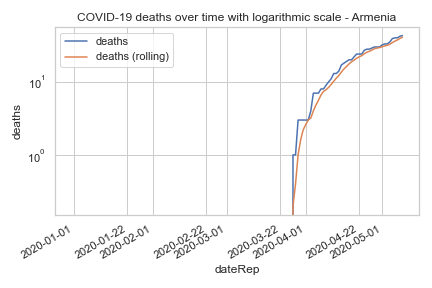 COVID-19 deaths over time with logarithmic scale - Armenia
deaths
deaths (rolling)
10¹
10⁰
deaths
2020-01-01
2020-01-22
2020-02-01
2020-02-22
2020-03-01
2020-03-22
2020-04-01
2020-04-22
2020-05-01
dateRep